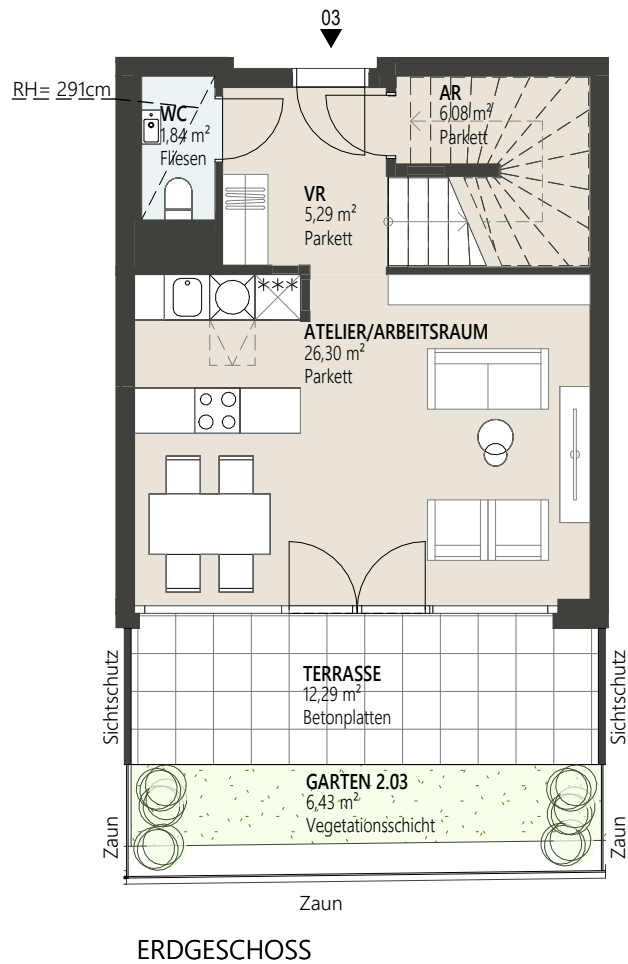 03
RH= 291cm
WC
1,84 m²
Fliesen
AR
6,08 m²
Parkett
VR
5,29 m²
Parkett
ATELIER/ARBEITSRAUM
26,30 m²
Parkett
Sichtschutz
TERRASSE
12,29 m²
Betonplatten
Sichtschutz
Zaun
GARTEN 2.03
6,43 m²
Vegetationsschicht
Zaun
Zaun
ERDGESCHOSS